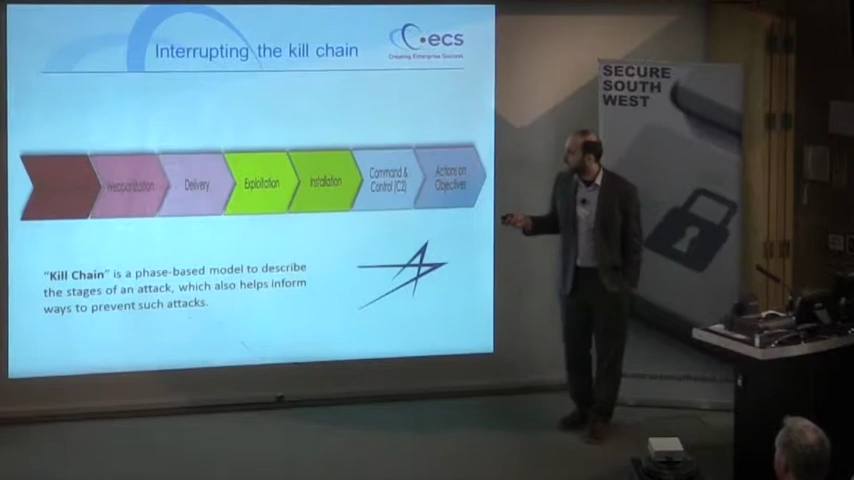 Interrupting the kill chain
ecs
Creating Enterprise Success
SECURE
SOUTH
WEST
Weaponization
Delivery
Exploitation
Installation
Command &
Control (C2)
Actions on
Objectives
“Kill Chain” is a phase-based model to describe
the stages of an attack, which also helps inform
ways to prevent such attacks.